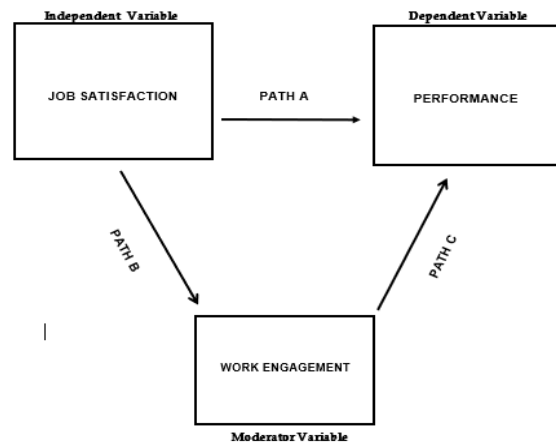 Independent Variable
Dependent Variable
JOB SATISFACTION
PATH A
PERFORMANCE
PATH B
PATH C
WORK ENGAGEMENT
Moderator Variable